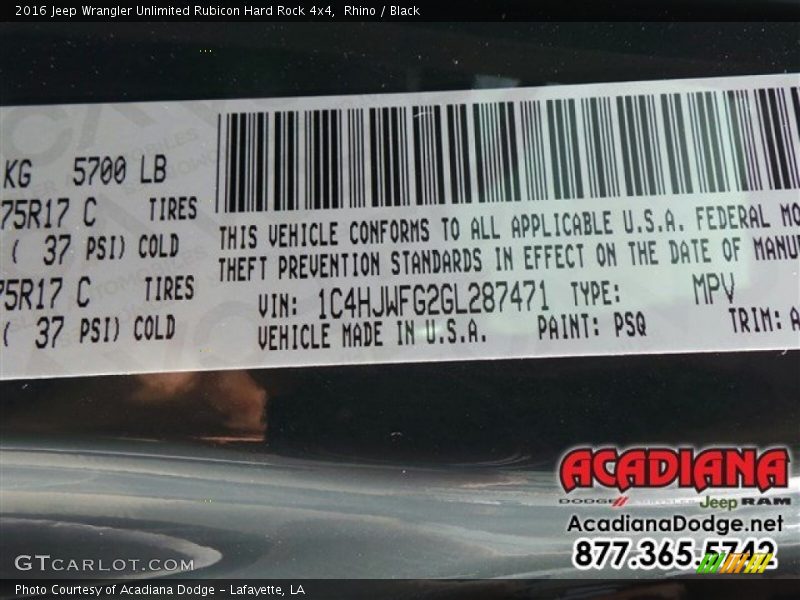 2016 Jeep Wrangler Unlimited Rubicon Hard Rock 4x4, Rhino / Black
KG 5700 LB
75R17 C TIRES
( 37 PSI) COLD
75R17 C TIRES
( 37 PSI) COLD
THIS VEHICLE CONFORMS TO ALL APPLICABLE U.S.A. FEDERAL MO
THEFT PREVENTION STANDARDS IN EFFECT ON THE DATE OF MANU
VIN: 1C4HJWFG2GL287471 TYPE: MPV
VEHICLE MADE IN U.S.A. PAINT: PSQ TRIM: A
ACADIANA
DODGE CHRYSLER Jeep RAM
AcadianaDodge.net
877.365.5742
GTCARLOT.COM
Photo Courtesy of Acadiana Dodge - Lafayette, LA